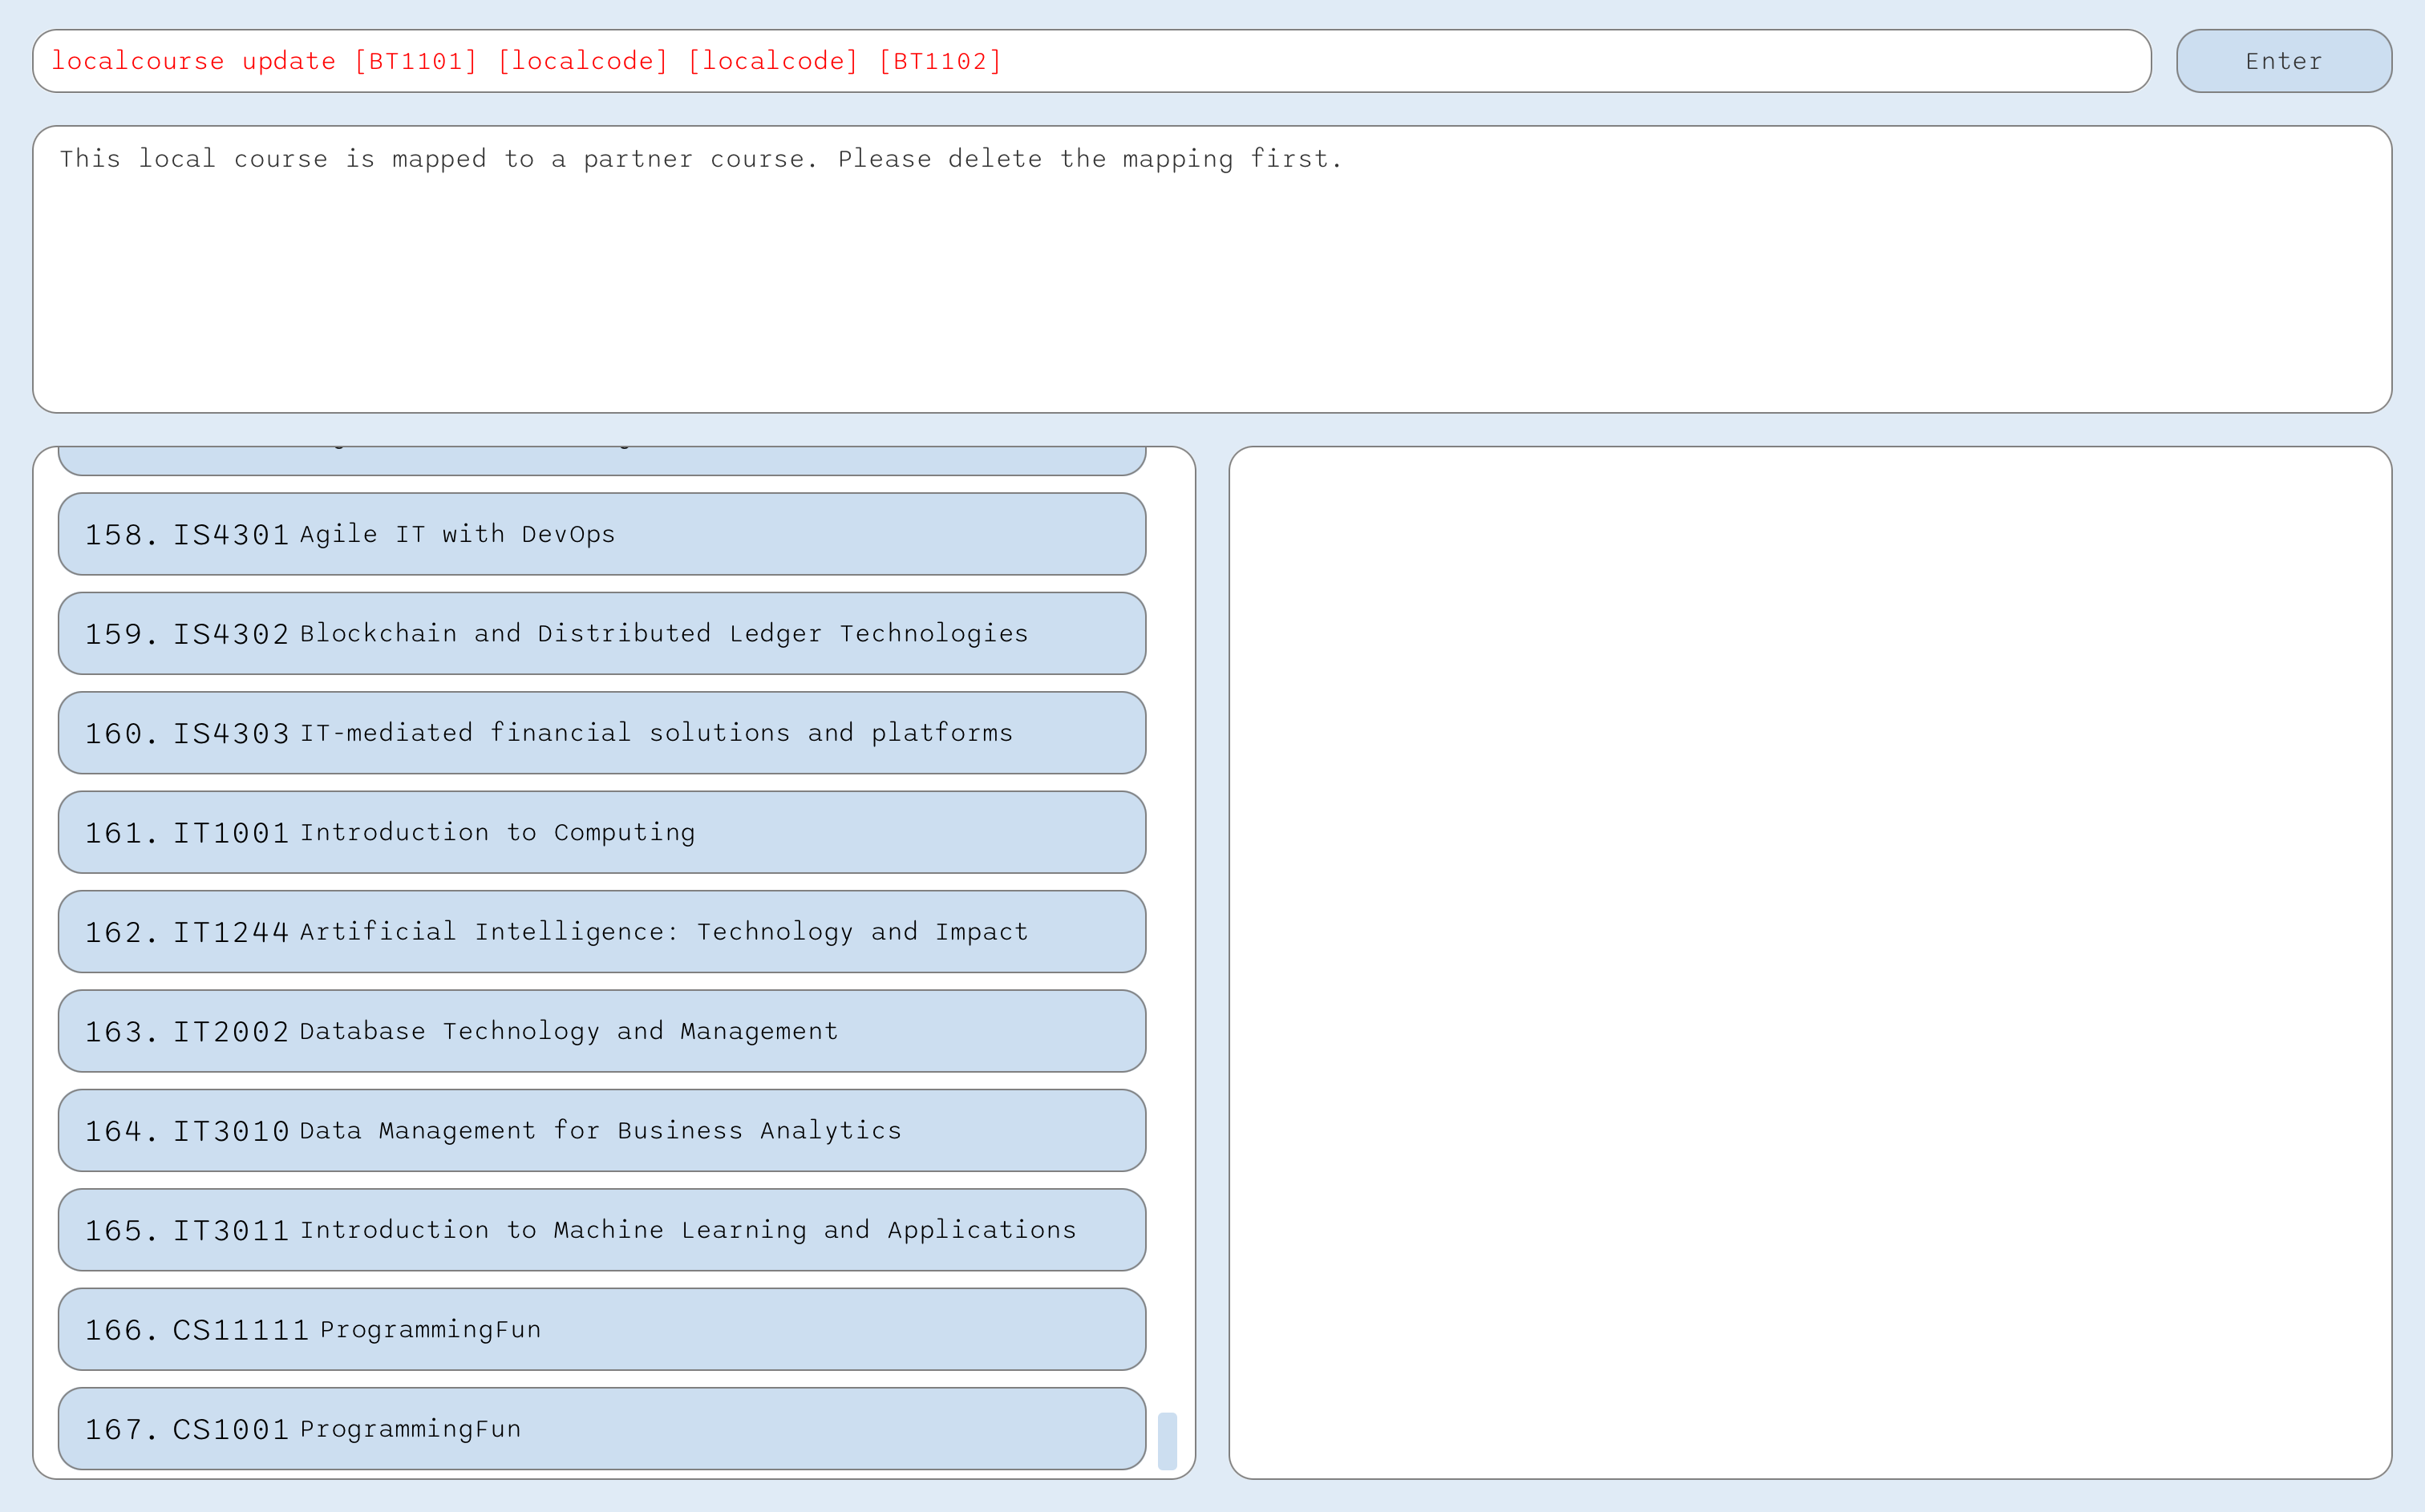 localcourse update [BT1101] [localcode] [localcode] [BT1102]
Enter
This local course is mapped to a partner course. Please delete the mapping first.
158. IS4301 Agile IT with DevOps
159. IS4302 Blockchain and Distributed Ledger Technologies
160. IS4303 IT-mediated financial solutions and platforms
161. IT1001 Introduction to Computing
162. IT1244 Artificial Intelligence: Technology and Impact
163. IT2002 Database Technology and Management
164. IT3010 Data Management for Business Analytics
165. IT3011 Introduction to Machine Learning and Applications
166. CS11111 ProgrammingFun
167. CS1001 ProgrammingFun